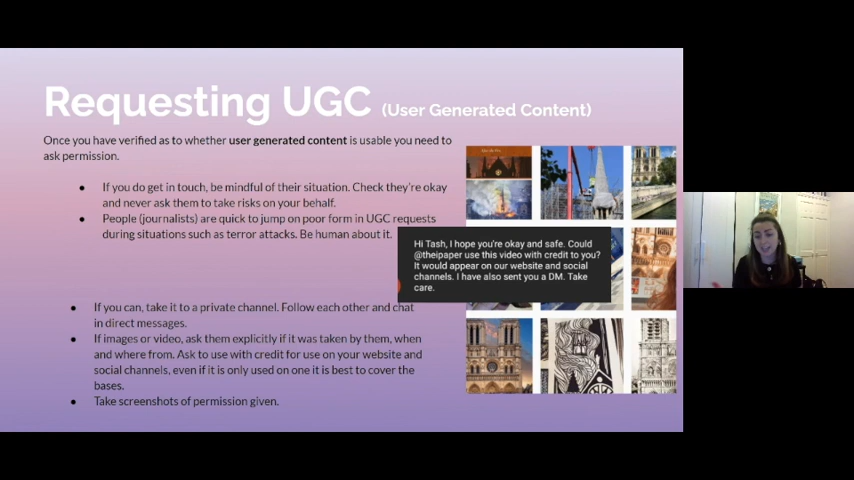 Requesting UGC (User Generated Content)
Once you have verified as to whether user generated content is usable you need to
ask permission.
● If you do get in touch, be mindful of their situation. Check they're okay
and never ask them to take risks on your behalf.
● People (journalists) are quick to jump on poor form in UGC requests
during situations such as terror attacks. Be human about it.
Hi Tash, I hope you're okay and safe. Could
@theipaper use this video with credit to you?
It would appear on our website and social
channels. I have also sent you a DM. Take
care.
● If you can, take it to a private channel. Follow each other and chat
in direct messages.
● If images or video, ask them explicitly if it was taken by them, when
and where from. Ask to use with credit for use on your website and
social channels, even if it is only used on one it is best to cover the
bases.
● Take screenshots of permission given.